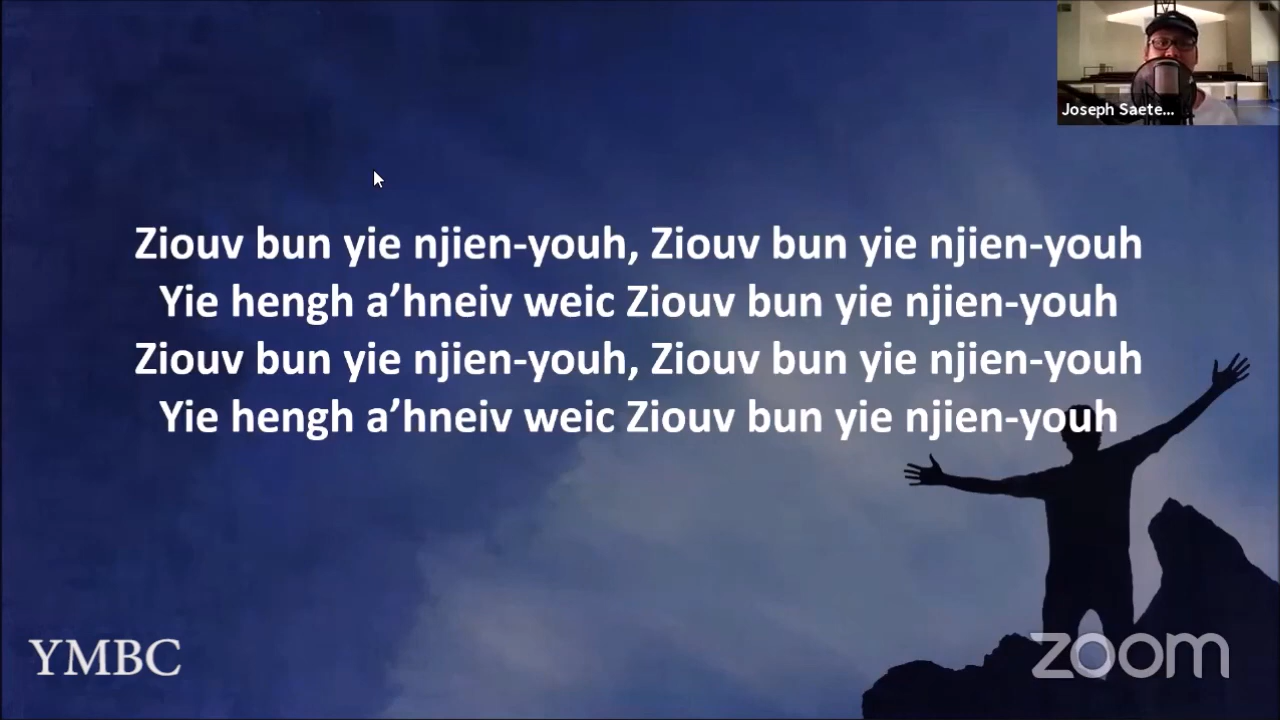 Joseph Saete...
Ziouv bun yie njien-youh, Ziouv bun yie njien-youh
Yie hengh a’hneiv weic Ziouv bun yie njien-youh
Ziouv bun yie njien-youh, Ziouv bun yie njien-youh
Yie hengh a’hneiv weic Ziouv bun yie njien-youh
YMBC
zoom